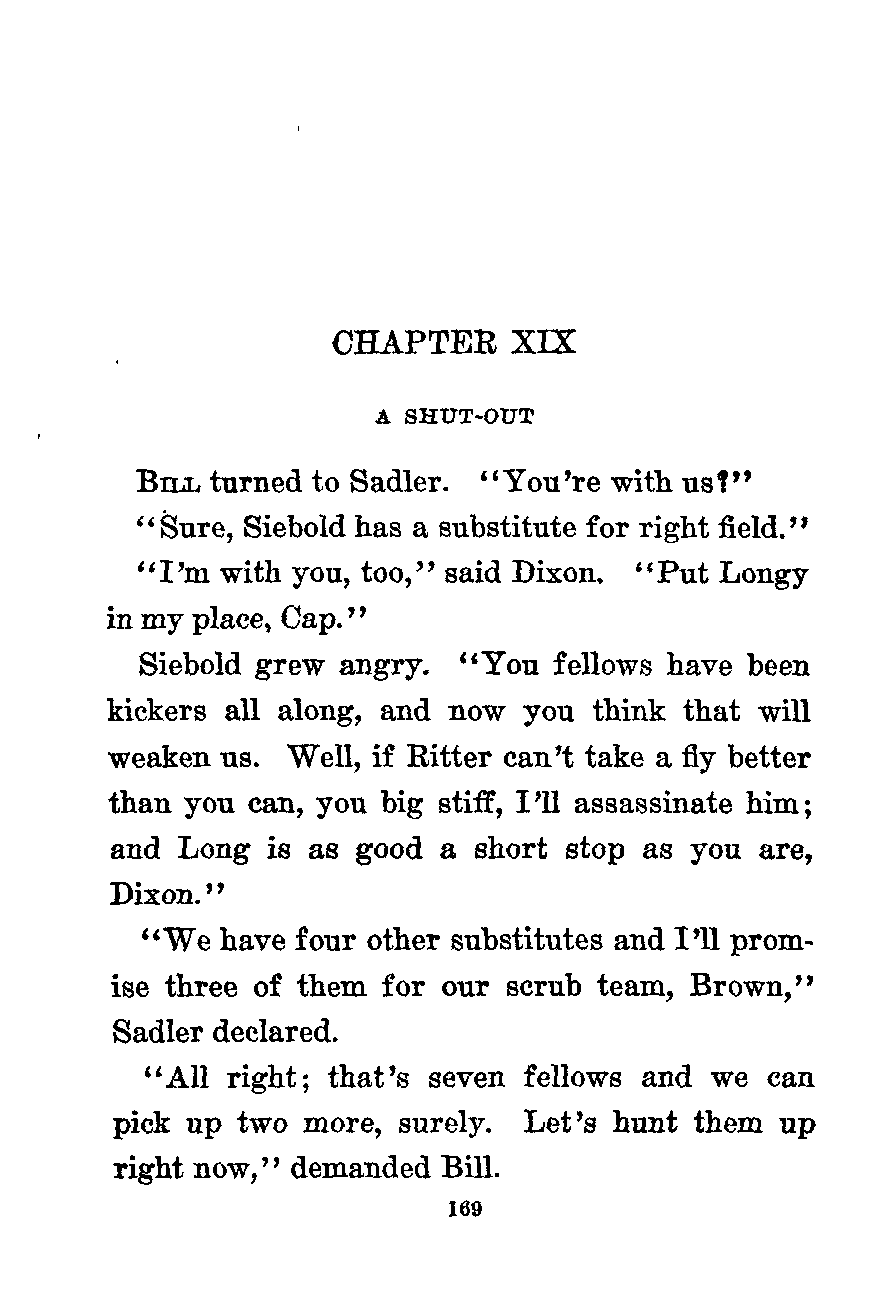 CHAPTER XIX
A SHUT-OUT
BILL turned to Sadler. "You're with us?"
"Sure, Siebold has a substitute for right field."
"I'm with you, too," said Dixon. "Put Longy
in my place, Cap."
Siebold grew angry. "You fellows have been
kickers all along, and now you think that will
weaken us. Well, if Ritter can't take a fly better
than you can, you big stiff, I'll assassinate him;
and Long is as good a short stop as you are,
Dixon."
"We have four other substitutes and I'll prom-
ise three of them for our scrub team, Brown,"
Sadler declared.
"All right; that's seven fellows and we can
pick up two more, surely. Let's hunt them up
right now," demanded Bill.
169